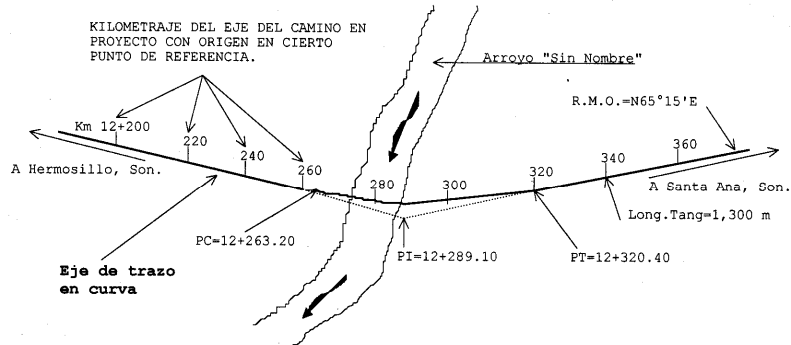 KILOMETRAJE DEL EJE DEL CAMINO EN
PROYECTO CON ORIGEN EN CIERTO
PUNTO DE REFERENCIA.
Arroyo "Sin Nombre"
R.M.O.=N65°15'E
Km 12+200
220
240
260
280
300
320
340
360
A Hermosillo, Son.
A Santa Ana, Son.
Long.Tang=1,300 m
PC=12+263.20
PI=12+289.10
PT=12+320.40
Eje de trazo
en curva